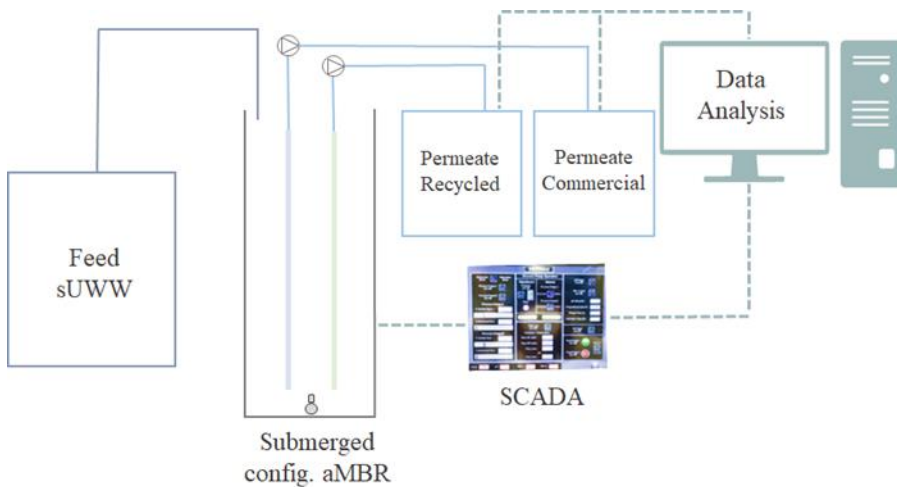 Data
Analysis
Permeate
Recycled
Permeate
Commercial
Feed
sUWW
SCADA
Submerged
config. aMBR